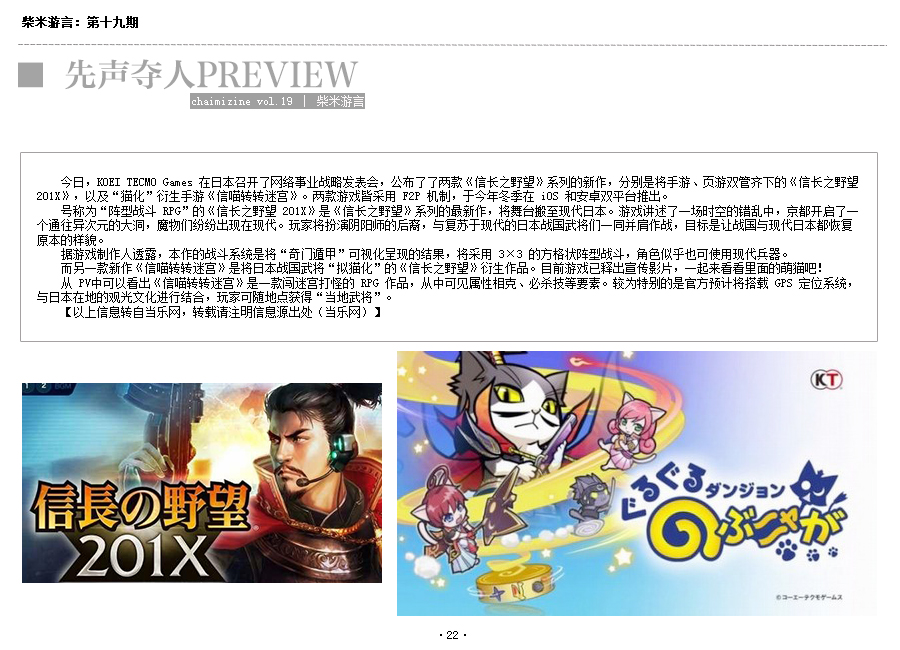 柴米游言：第十九期
先声夺人PREVIEW
chaimizine vol.19 | 柴米游言
今日，KOEI TECMO Games 在日本召开了网络事业战略发表会，公布了了两款《信长之野望》系列的新作，分别是将手游、页游双管齐下的《信长之野望
201X》，以及“猫化”衍生手游《信喵转转迷宫》。两款游戏皆采用 F2P 机制，于今年冬季在 iOS 和安卓双平台推出。
号称为“阵型战斗 RPG”的《信长之野望 201X》是《信长之野望》系列的最新作，将舞台搬至现代日本。游戏讲述了一场时空的错乱中，京都开启了一
个通往异次元的大洞，魔物们纷纷出现在现代。玩家将扮演阴阳师的后裔，与复苏于现代的日本战国武将们一同并肩作战，目标是让战国与现代日本都恢复
原本的样貌。
据游戏制作人透露，本作的战斗系统是将“奇门遁甲”可视化呈现的结果，将采用 3×3 的方格状阵型战斗，角色似乎也可使用现代兵器。
而另一款新作《信喵转转迷宫》是将日本战国武将“拟猫化”的《信长之野望》衍生作品。目前游戏已释出宣传影片，一起来看看里面的萌猫吧！
从 PV中可以看出《信喵转转迷宫》是一款闯迷宫打怪的 RPG 作品，从中可见属性相克、必杀技等要素。较为特别的是官方预计将搭载 GPS 定位系统，
与日本在地的观光文化进行结合，玩家可随地点获得“当地武将”。
【以上信息转自当乐网，转载请注明信息源出处（当乐网）】
信長の野望
201X
KT
ぐるぐるダンジョン
のぶニャが
©コーエーテクモゲームス
·22·